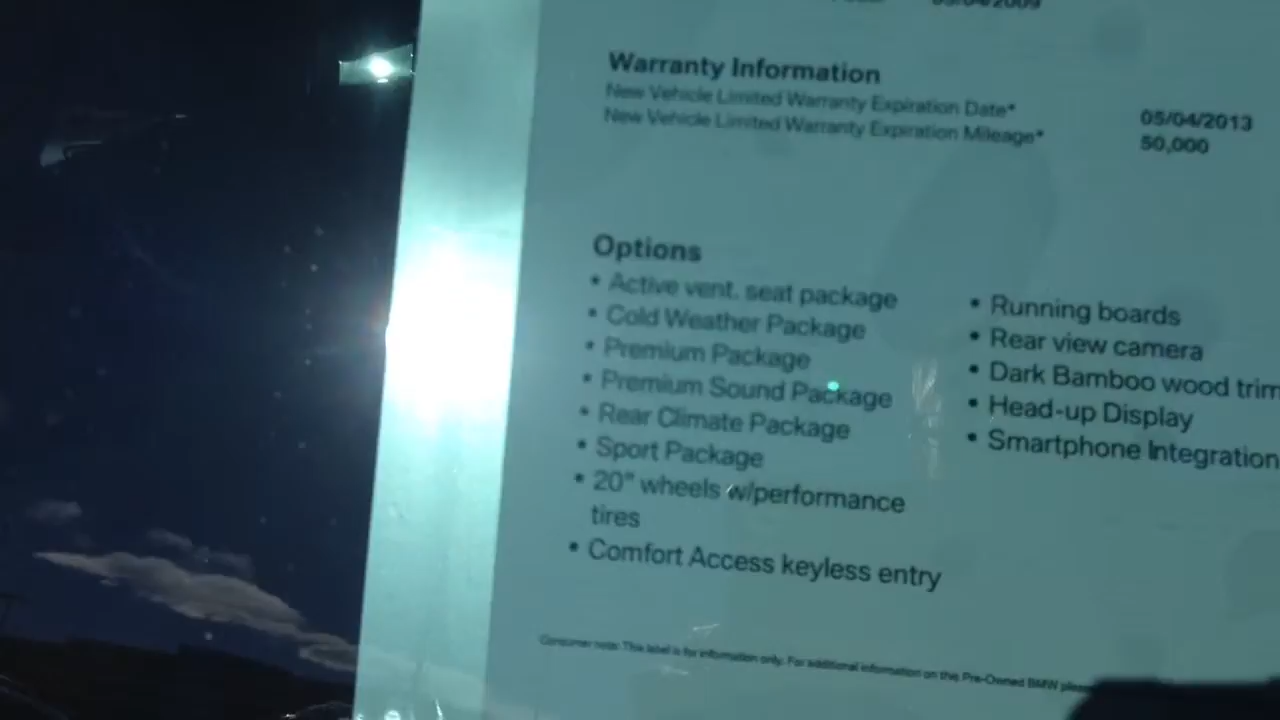 Warranty Information
New Vehicle Limited Warranty Expiration Date* 05/04/2013
New Vehicle Limited Warranty Expiration Mileage* 50,000
Options
• Active vent. seat package
• Cold Weather Package
• Premium Package
• Premium Sound Package
• Rear Climate Package
• Sport Package
• 20" wheels w/performance
tires
• Comfort Access keyless entry
• Running boards
• Rear view camera
• Dark Bamboo wood trim
• Head-up Display
• Smartphone Integration
Consumer note: This label is for information only. For additional information on this Pre-Owned BMW